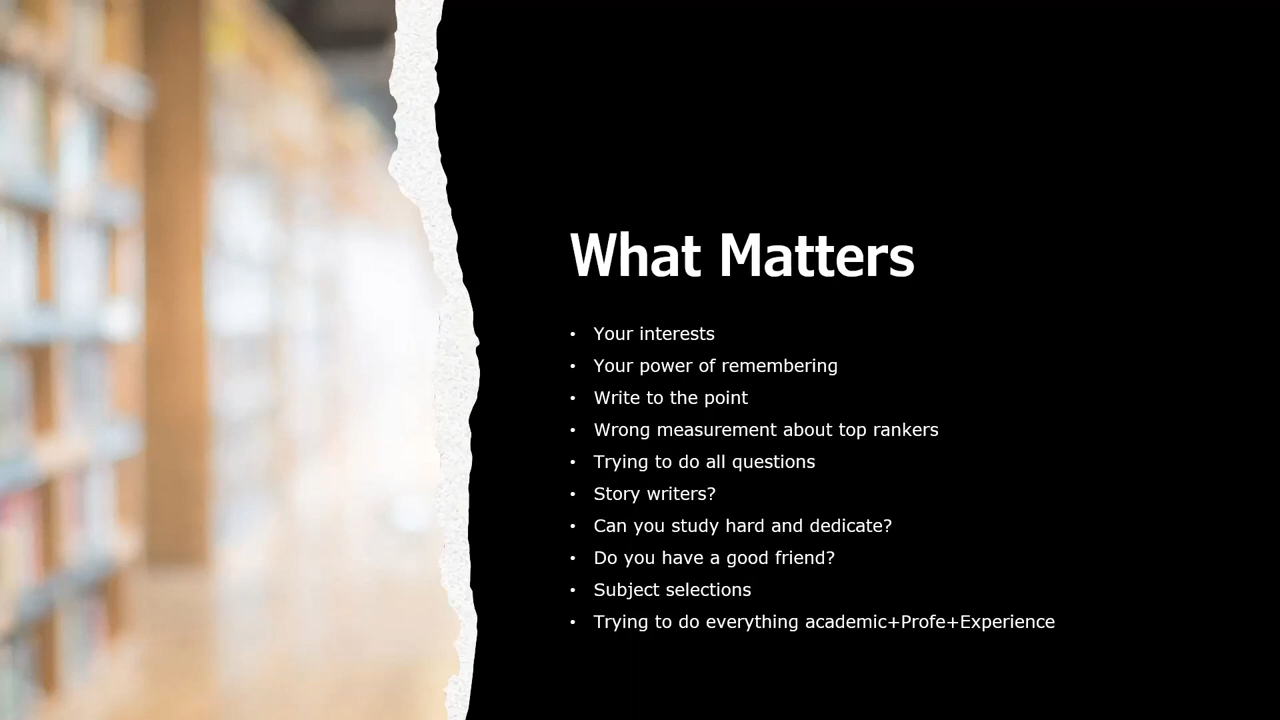 What Matters
• Your interests
• Your power of remembering
• Write to the point
• Wrong measurement about top rankers
• Trying to do all questions
• Story writers?
• Can you study hard and dedicate?
• Do you have a good friend?
• Subject selections
• Trying to do everything academic+Profe+Experience